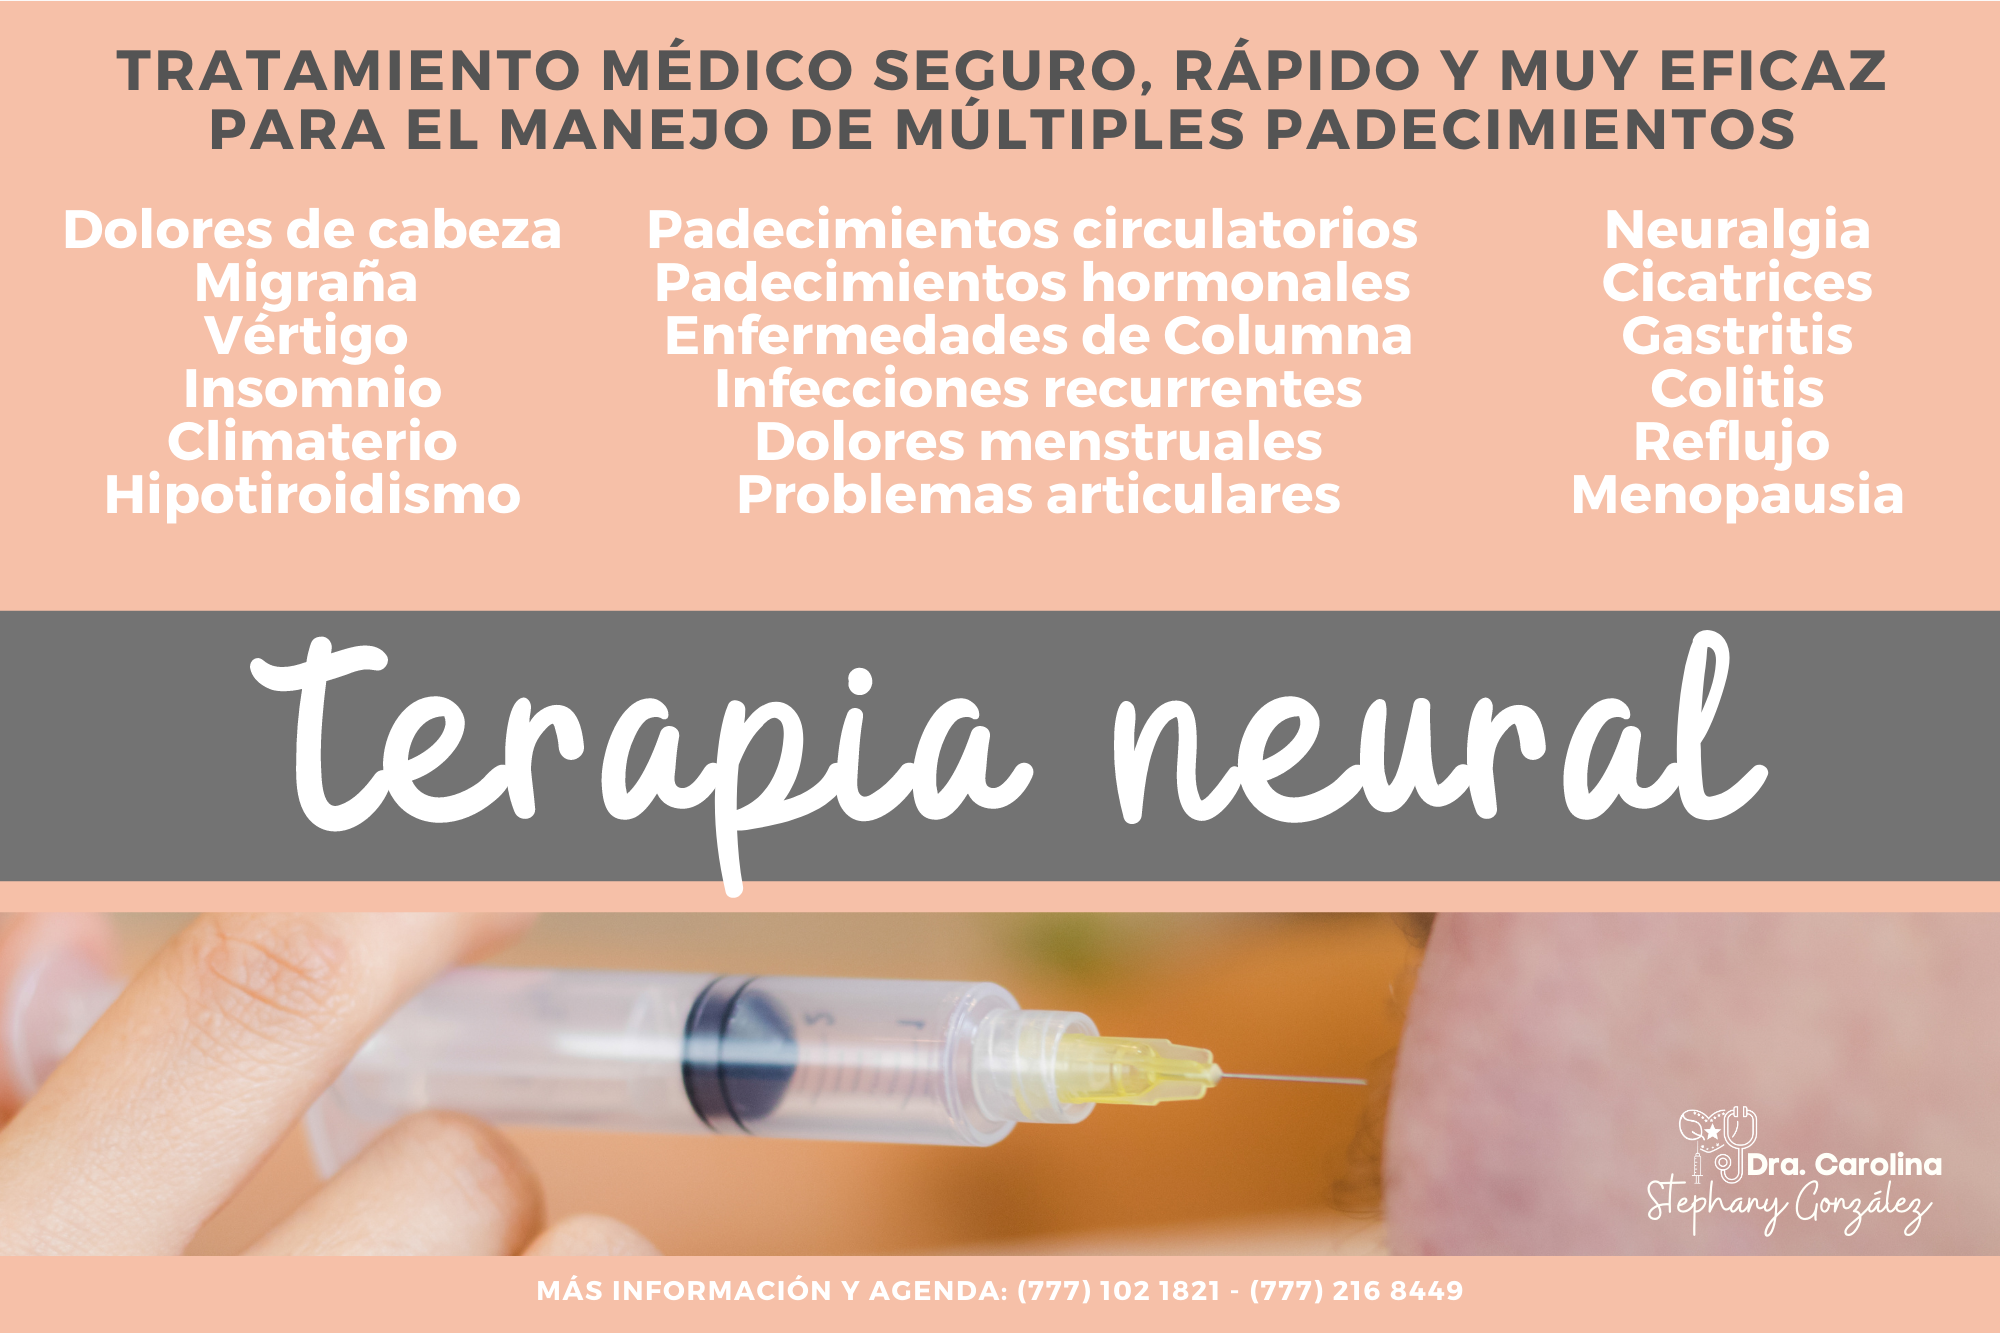 TRATAMIENTO MÉDICO SEGURO, RÁPIDO Y MUY EFICAZ
PARA EL MANEJO DE MÚLTIPLES PADECIMIENTOS
Dolores de cabeza
Migraña
Vértigo
Insomnio
Climaterio
Hipotiroidismo
Padecimientos circulatorios
Padecimientos hormonales
Enfermedades de Columna
Infecciones recurrentes
Dolores menstruales
Problemas articulares
Neuralgia
Cicatrices
Gastritis
Colitis
Reflujo
Menopausia
Terapia neural
5 1
Dra. Carolina
Stephany González
MÁS INFORMACIÓN Y AGENDA: (777) 102 1821 - (777) 216 8449